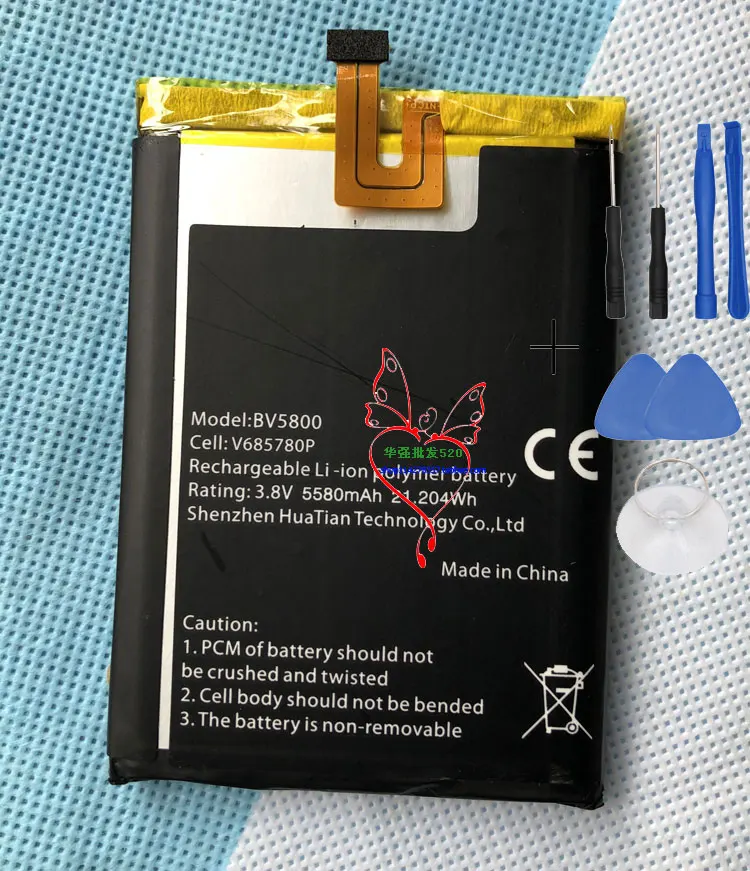 Model:BV5800
Cell: V685780P
Rechargeable Li-ion polymer battery
Rating: 3.8V 5580mAh 21.204Wh
Shenzhen HuaTian Technology Co.,Ltd
华强批发520
CE
Made in China
Caution:
1. PCM of battery should not
be crushed and twisted
2. Cell body should not be bended
3. The battery is non-removable